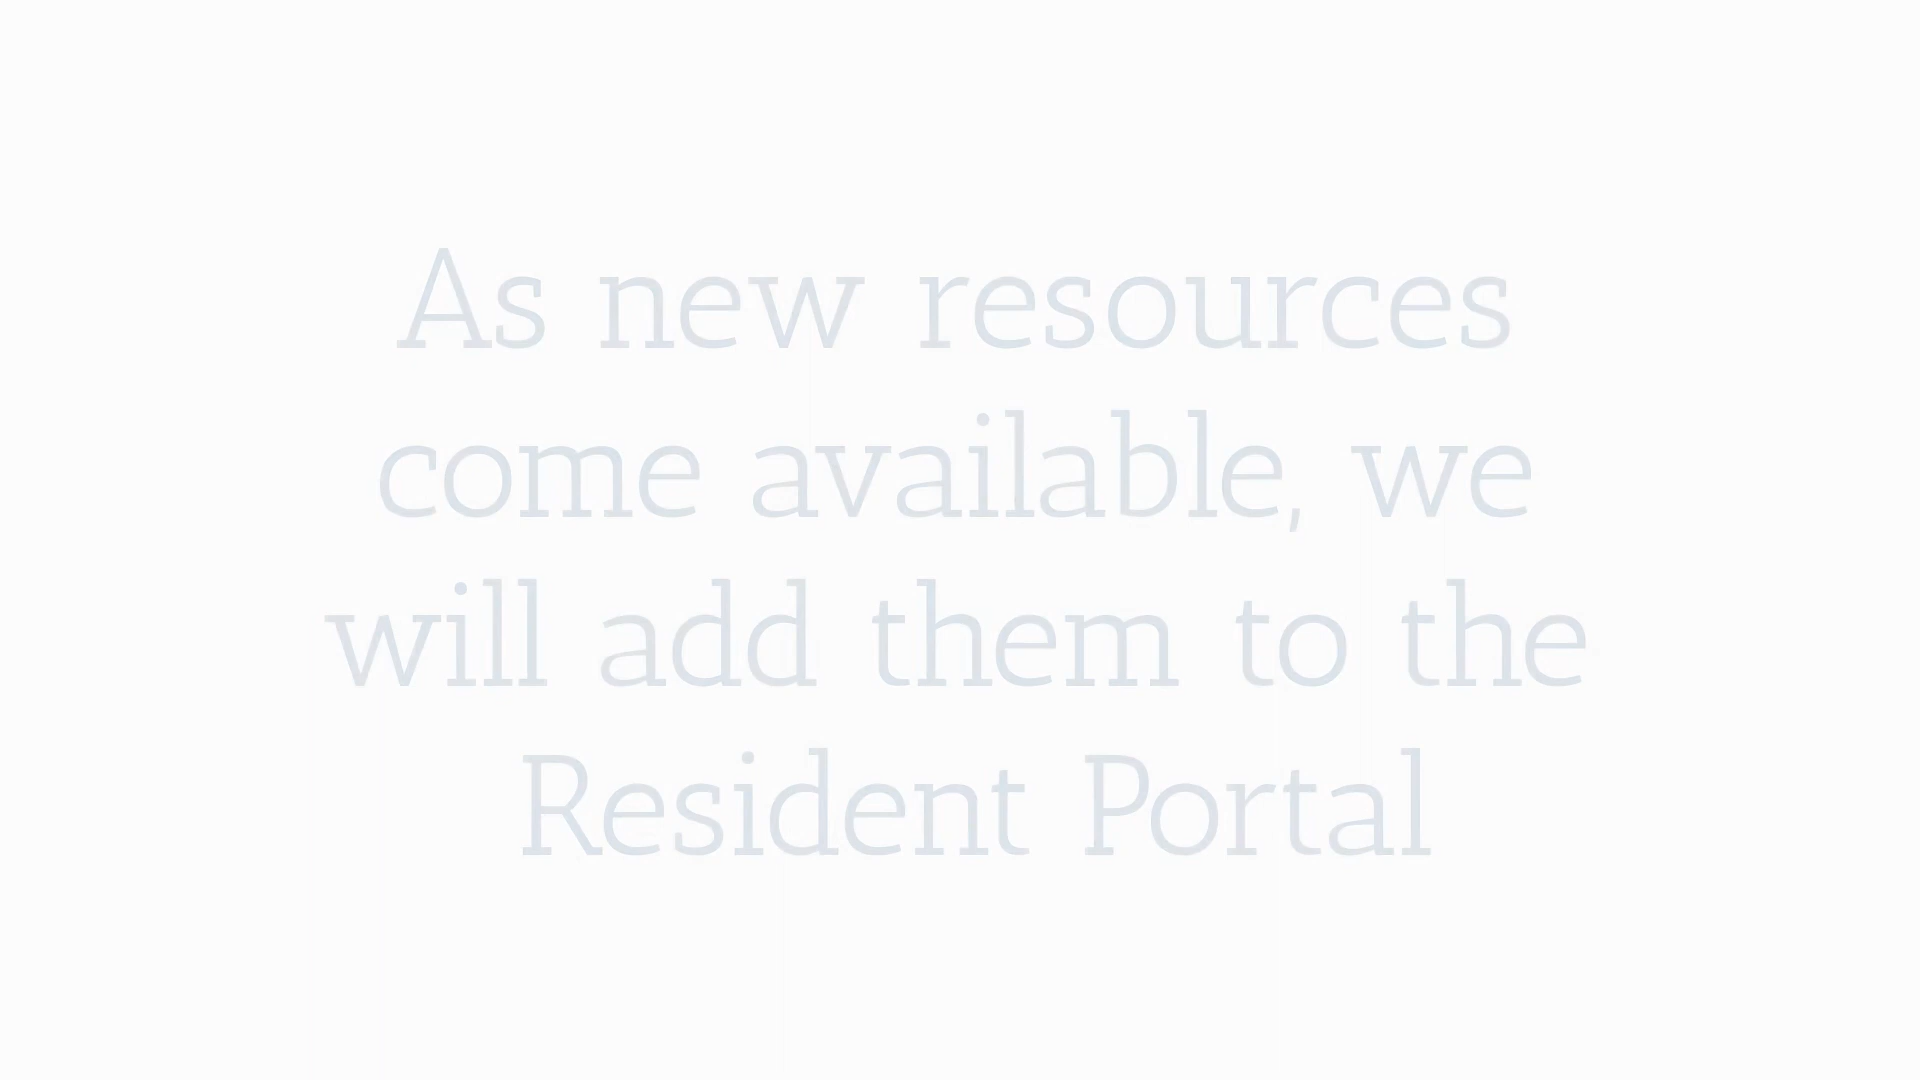 As new resources
come available, we
will add them to the
Resident Portal